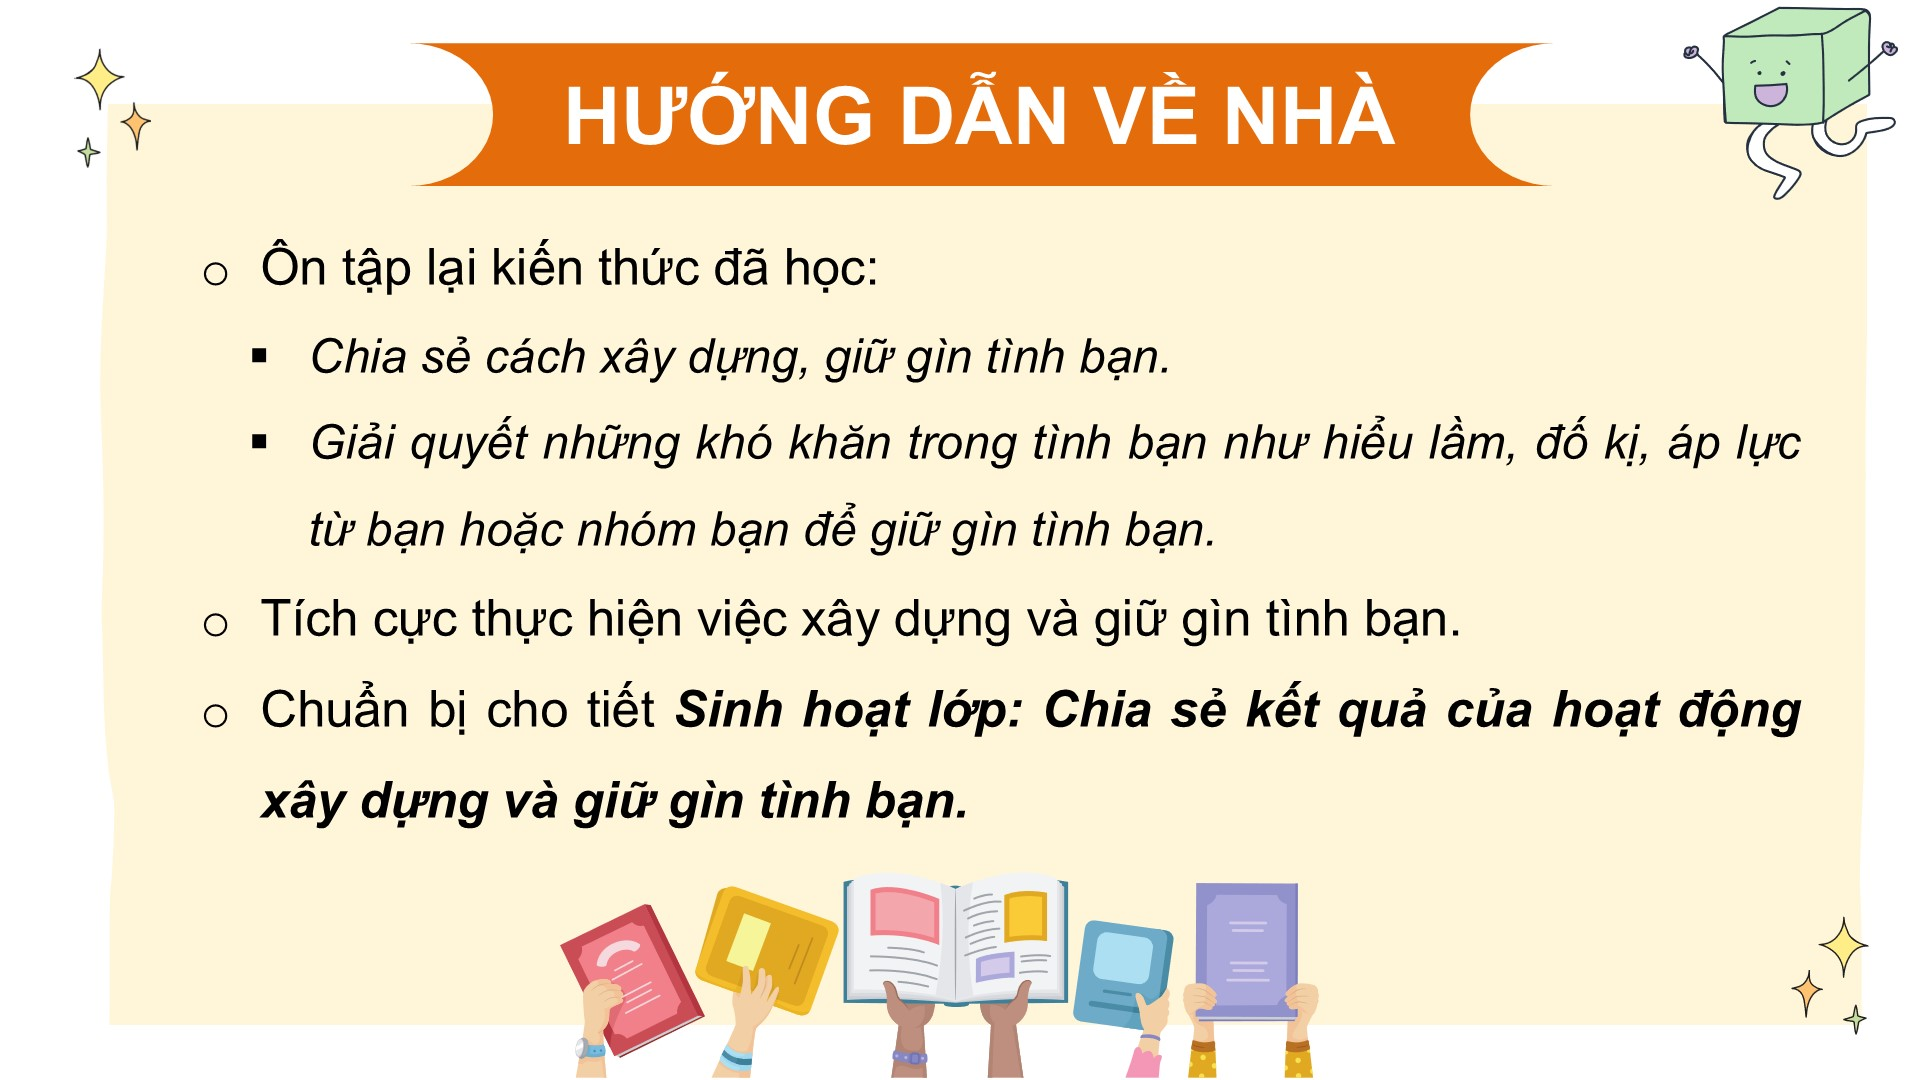 HƯỚNG DẪN VỀ NHÀ
Ôn tập lại kiến thức đã học:
Chia sẻ cách xây dựng, giữ gìn tình bạn.
Giải quyết những khó khăn trong tình bạn như hiểu lầm, đố kị, áp lực
từ bạn hoặc nhóm bạn để giữ gìn tình bạn.
Tích cực thực hiện việc xây dựng và giữ gìn tình bạn.
Chuẩn bị cho tiết Sinh hoạt lớp: Chia sẻ kết quả của hoạt động
xây dựng và giữ gìn tình bạn.